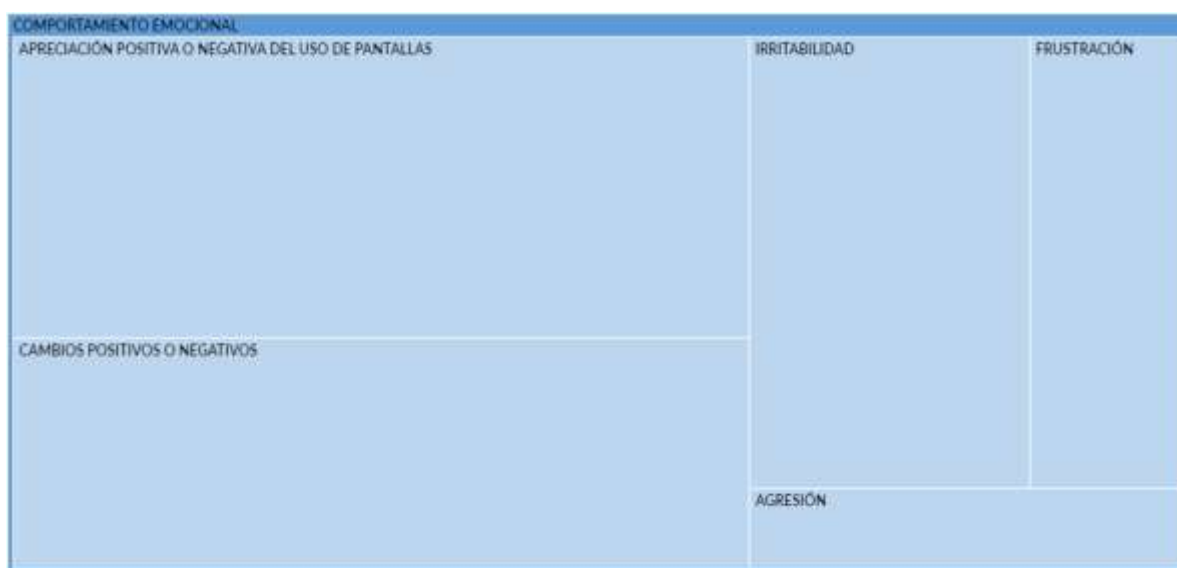 COMPORTAMIENTO EMOCIONAL
APRECIACIÓN POSITIVA O NEGATIVA DEL USO DE PANTALLAS
IRRITABILIDAD
FRUSTRACIÓN
CAMBIOS POSITIVOS O NEGATIVOS
AGRESIÓN